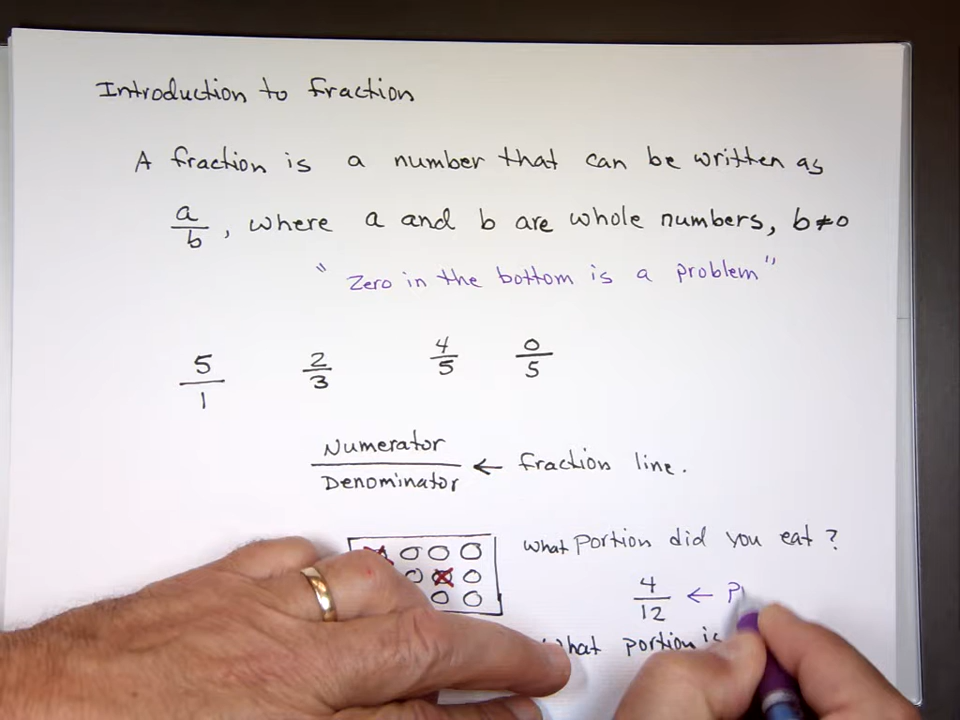 Introduction to fraction
A fraction is a number that can be written as
a/b, where a and b are whole numbers, b≠0
"Zero in the bottom is a problem"
5/1 2/3 4/5 0/5
Numerator/Denominator ← fraction line.
What portion did you eat?
4/12 ←
What portion is